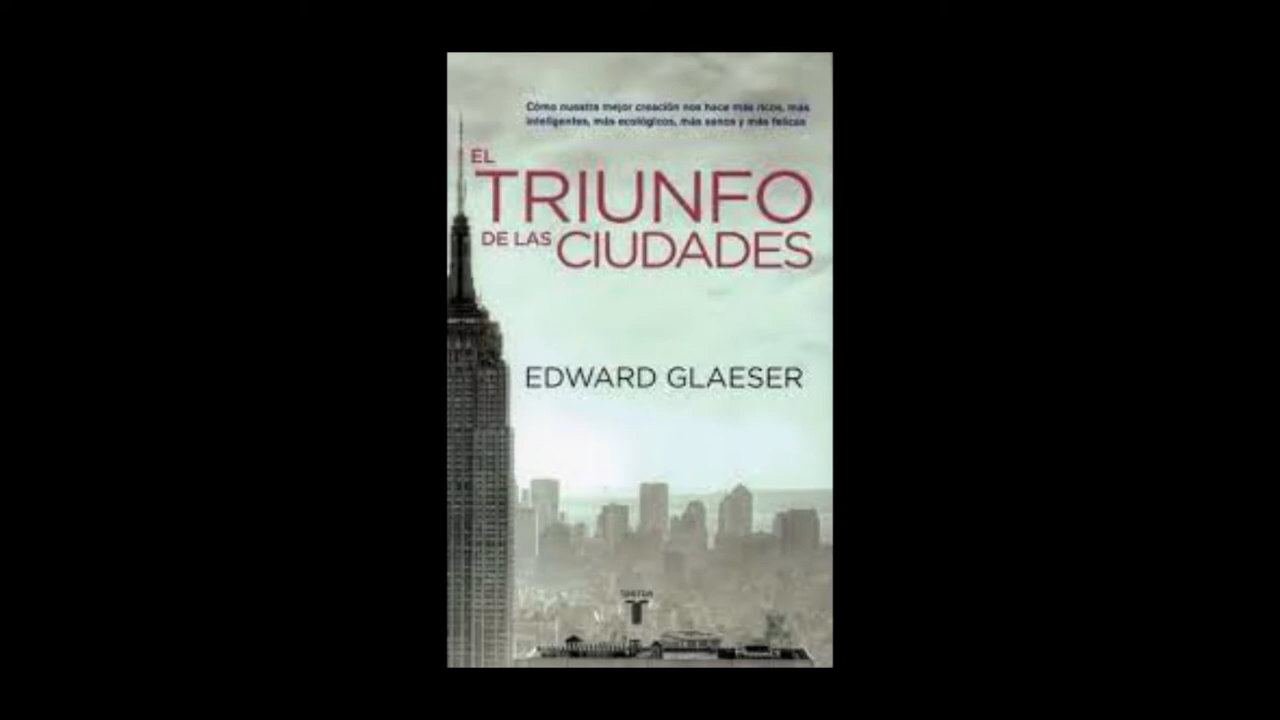 Cómo nuestra mejor creación nos hace más ricos, más
inteligentes, más ecológicos, más sanos y más felices
EL
TRIUNFO
DE LAS CIUDADES
EDWARD GLAESER